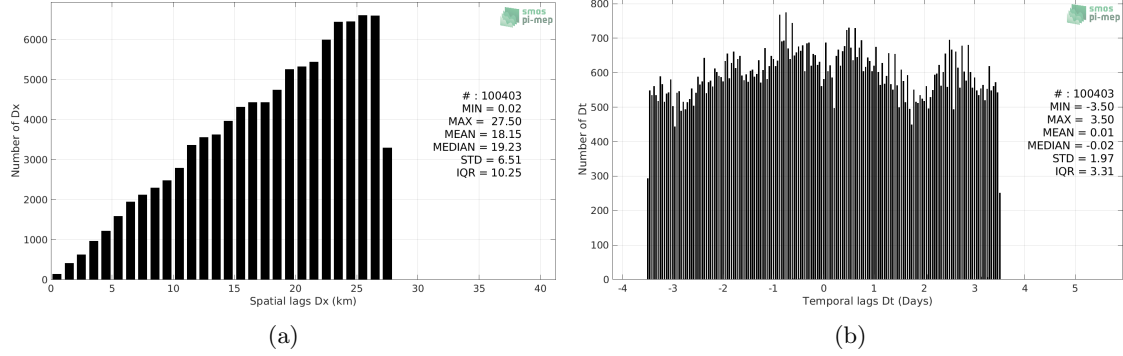 smos
pi-mep
6000
5000
4000
3000
2000
1000
0
Number of Dx
# : 100403
MIN = 0.02
MAX = 27.50
MEAN = 18.15
MEDIAN = 19.23
STD = 6.51
IQR = 10.25
0 5 10 15 20 25 30 35 40
Spatial lags Dx (km)
(a)
smos
pi-mep
800
700
600
500
400
300
200
100
0
Number of Dt
# : 100403
MIN = -3.50
MAX = 3.50
MEAN = 0.01
MEDIAN = -0.02
STD = 1.97
IQR = 3.31
-4 -3 -2 -1 0 1 2 3 4 5
Temporal lags Dt (Days)
(b)